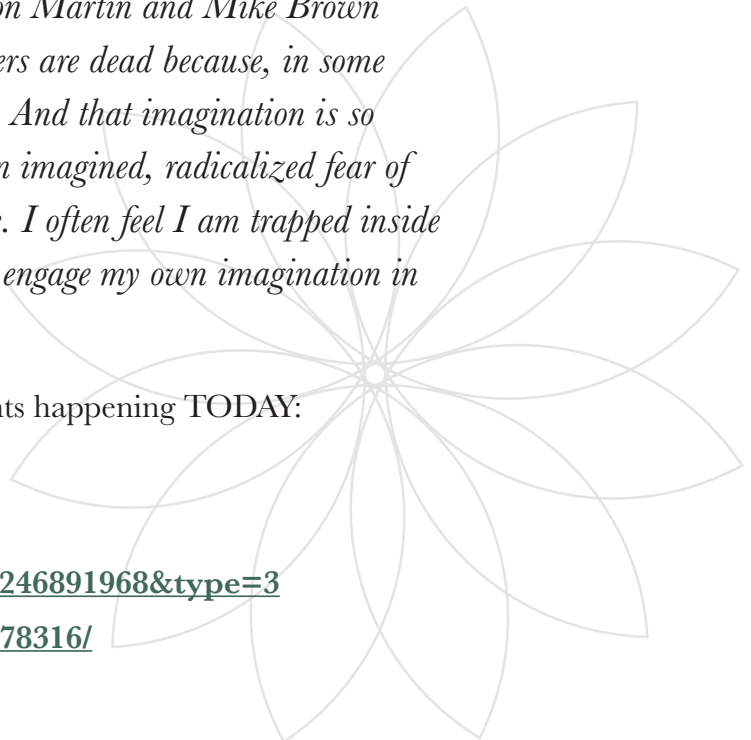 on Martin and Mike Brown
ers are dead because, in some
And that imagination is so
n imagined, radicalized fear of
. I often feel I am trapped inside
engage my own imagination in
nts happening TODAY:
246891968&type=3
78316/